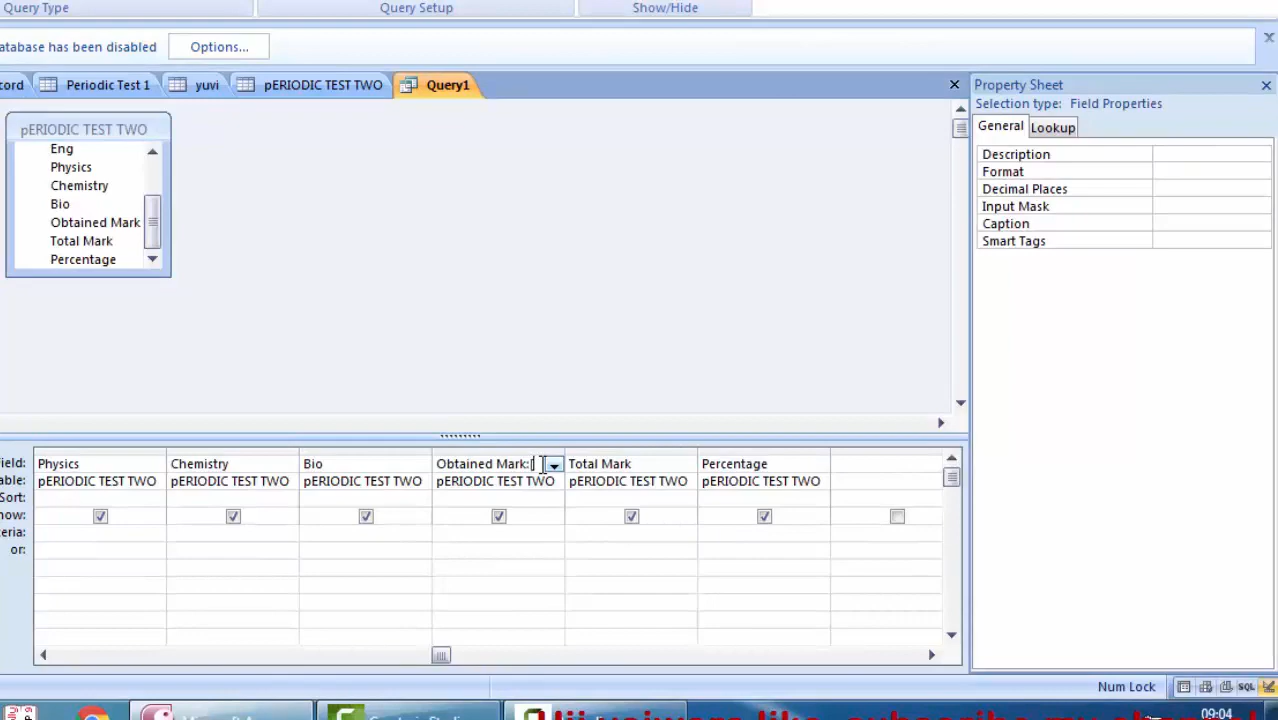 Query Type
Query Setup
Show/Hide
atabase has been disabled
Options...
cord
Periodic Test 1
yuvi
pERIODIC TEST TWO
Query1
Property Sheet
Selection type: Field Properties
General
Lookup
Description
Format
Decimal Places
Input Mask
Caption
Smart Tags
pERIODIC TEST TWO
Eng
Physics
Chemistry
Bio
Obtained Mark
Total Mark
Percentage
ield: Physics Chemistry Bio Obtained Mark:[ Total Mark Percentage
able: pERIODIC TEST TWO pERIODIC TEST TWO pERIODIC TEST TWO pERIODIC TEST TWO pERIODIC TEST TWO pERIODIC TEST TWO
Sort:
how:
teria:
or:
Num Lock
SQL
09:04